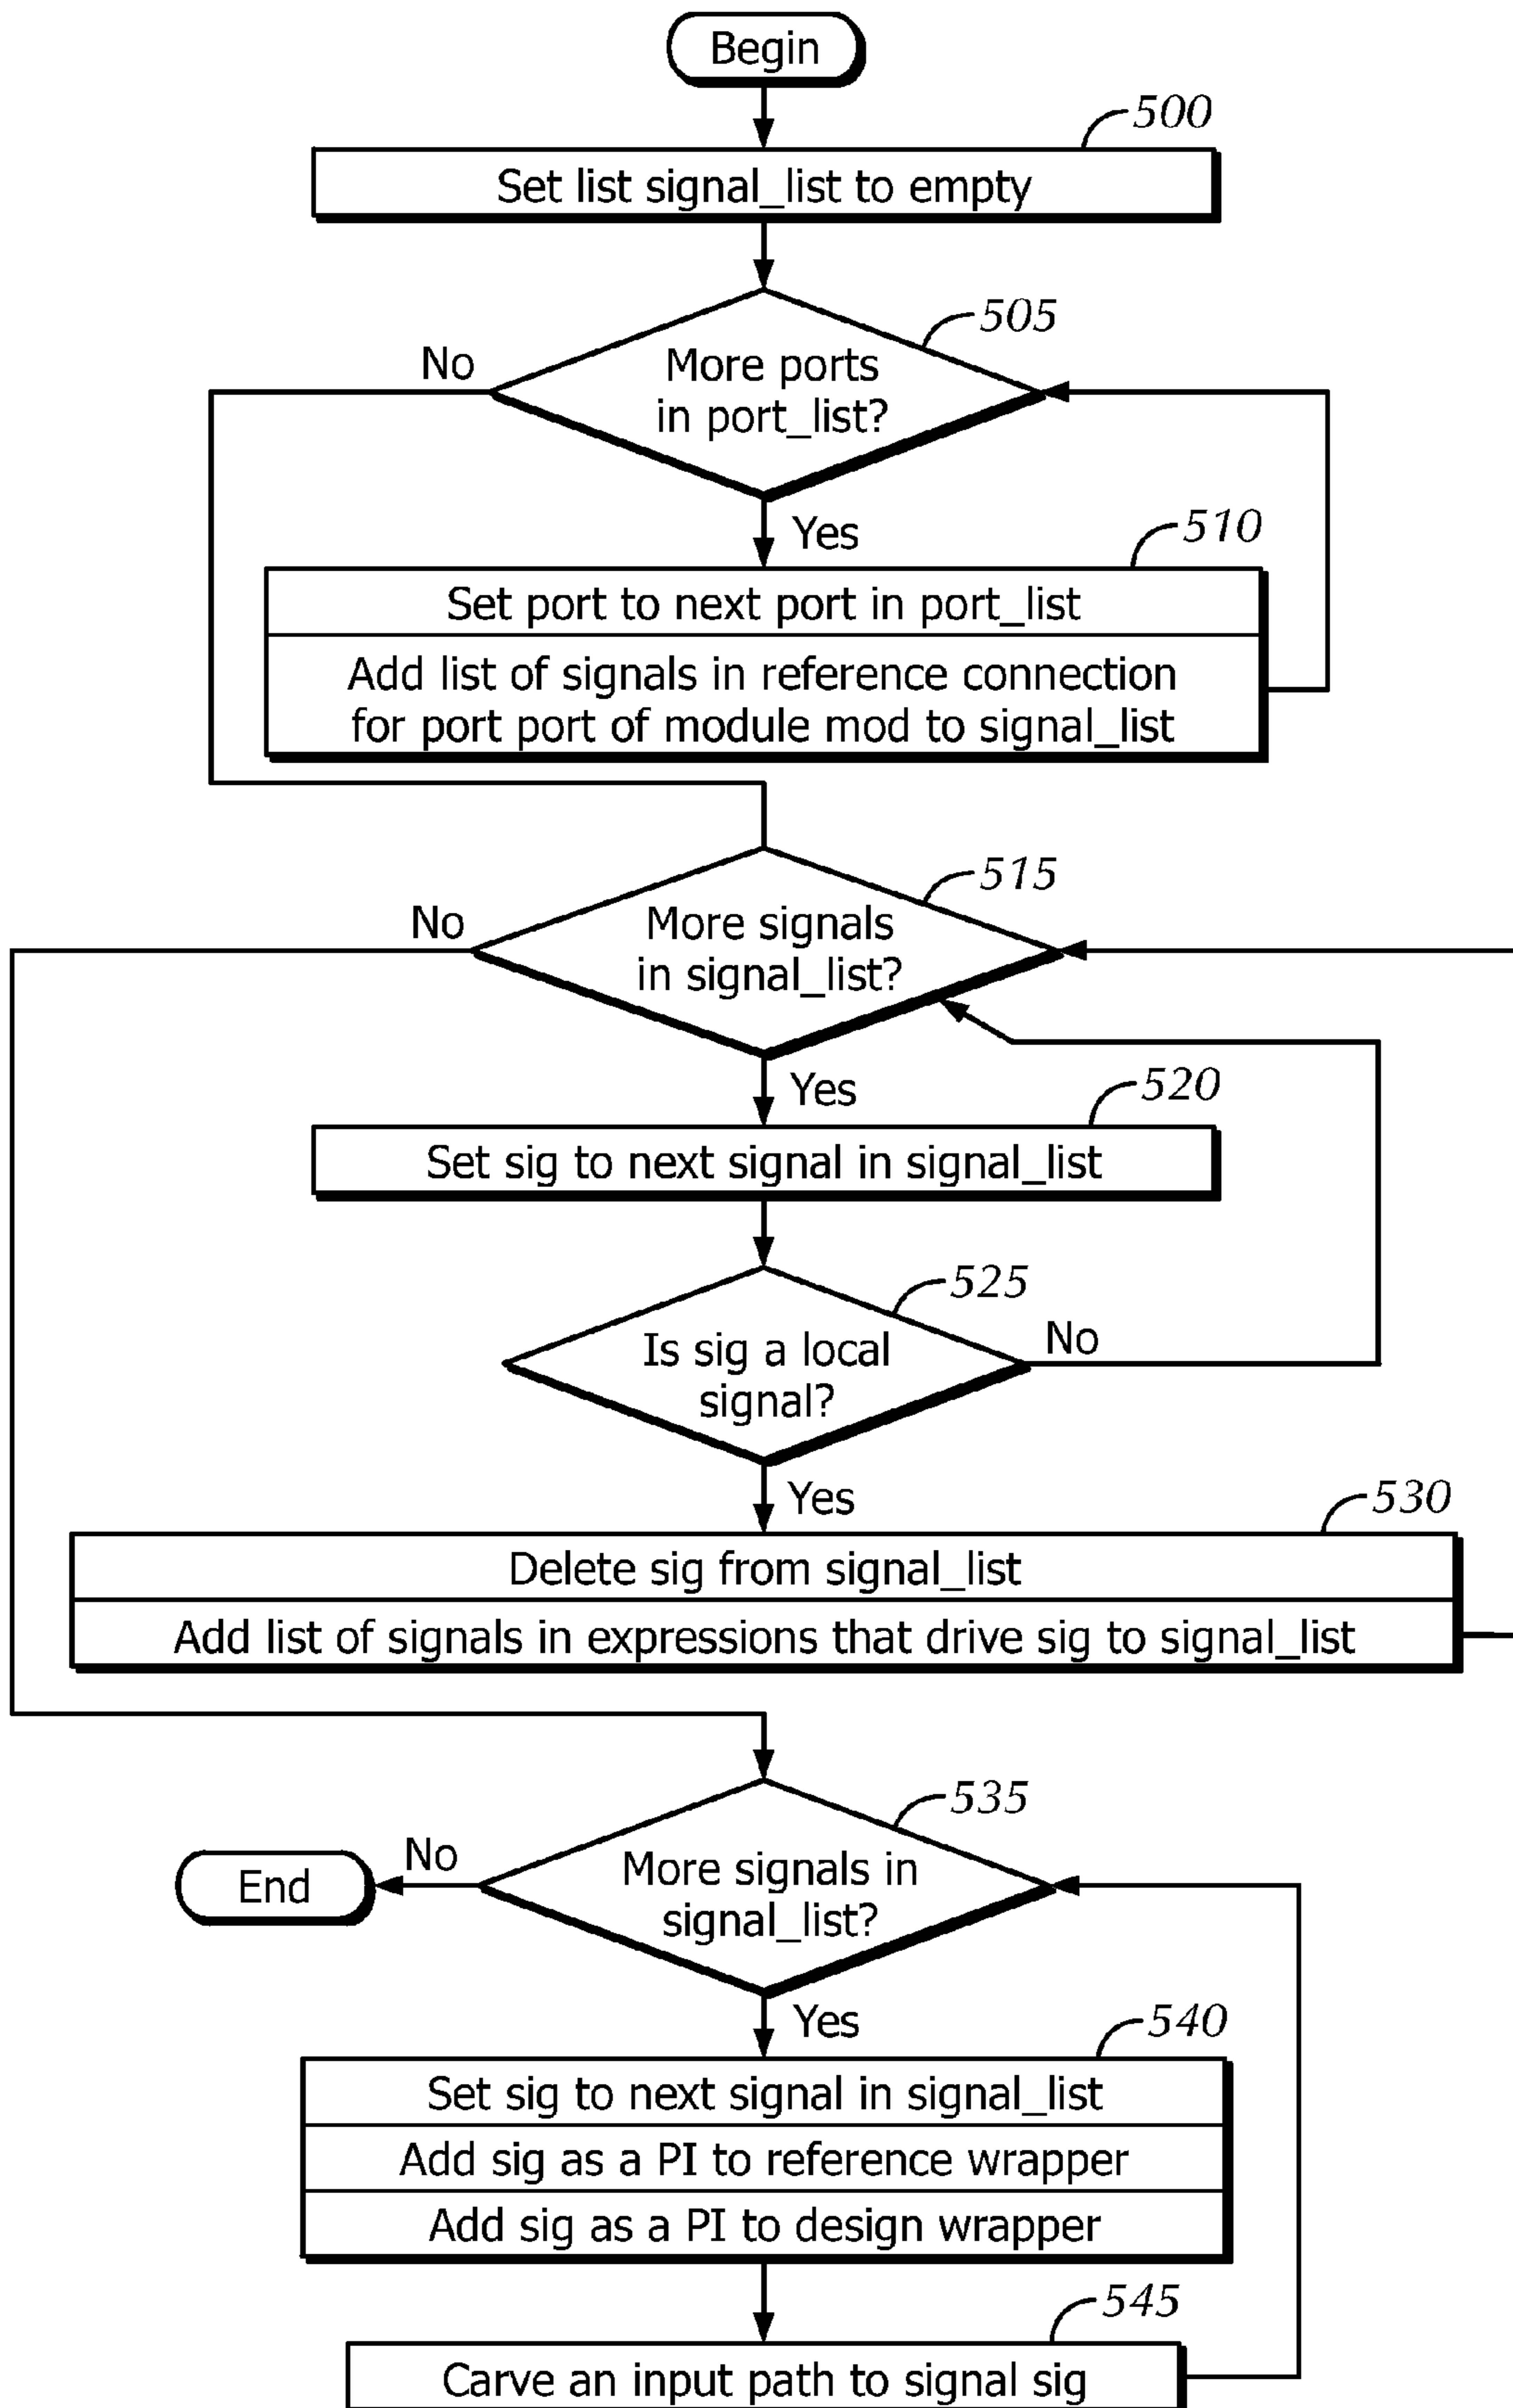 Begin
500
Set list signal_list to empty
505
No
More ports
in port_list?
Yes
510
Set port to next port in port_list
Add list of signals in reference connection
for port port of module mod to signal_list
515
No
More signals
in signal_list?
Yes
520
Set sig to next signal in signal_list
525
Is sig a local
signal?
No
Yes
530
Delete sig from signal_list
Add list of signals in expressions that drive sig to signal_list
535
No
End
More signals in
signal_list?
Yes
540
Set sig to next signal in signal_list
Add sig as a PI to reference wrapper
Add sig as a PI to design wrapper
545
Carve an input path to signal sig